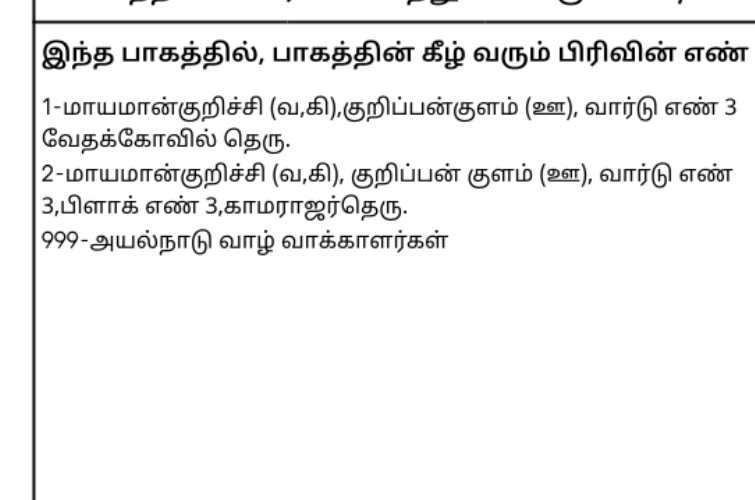 இந்த பாகத்தில், பாகத்தின் கீழ் வரும் பிரிவின் எண்
1-மாயமான்குறிச்சி (வ,கி),குறிப்பன்குளம் (ஊ), வார்டு எண் 3
வேதக்கோவில் தெரு.
2-மாயமான்குறிச்சி (வ,கி), குறிப்பன் குளம் (ஊ), வார்டு எண்
3,பிளாக் எண் 3,காமராஜர்தெரு.
999-அயல்நாடு வாழ் வாக்காளர்கள்